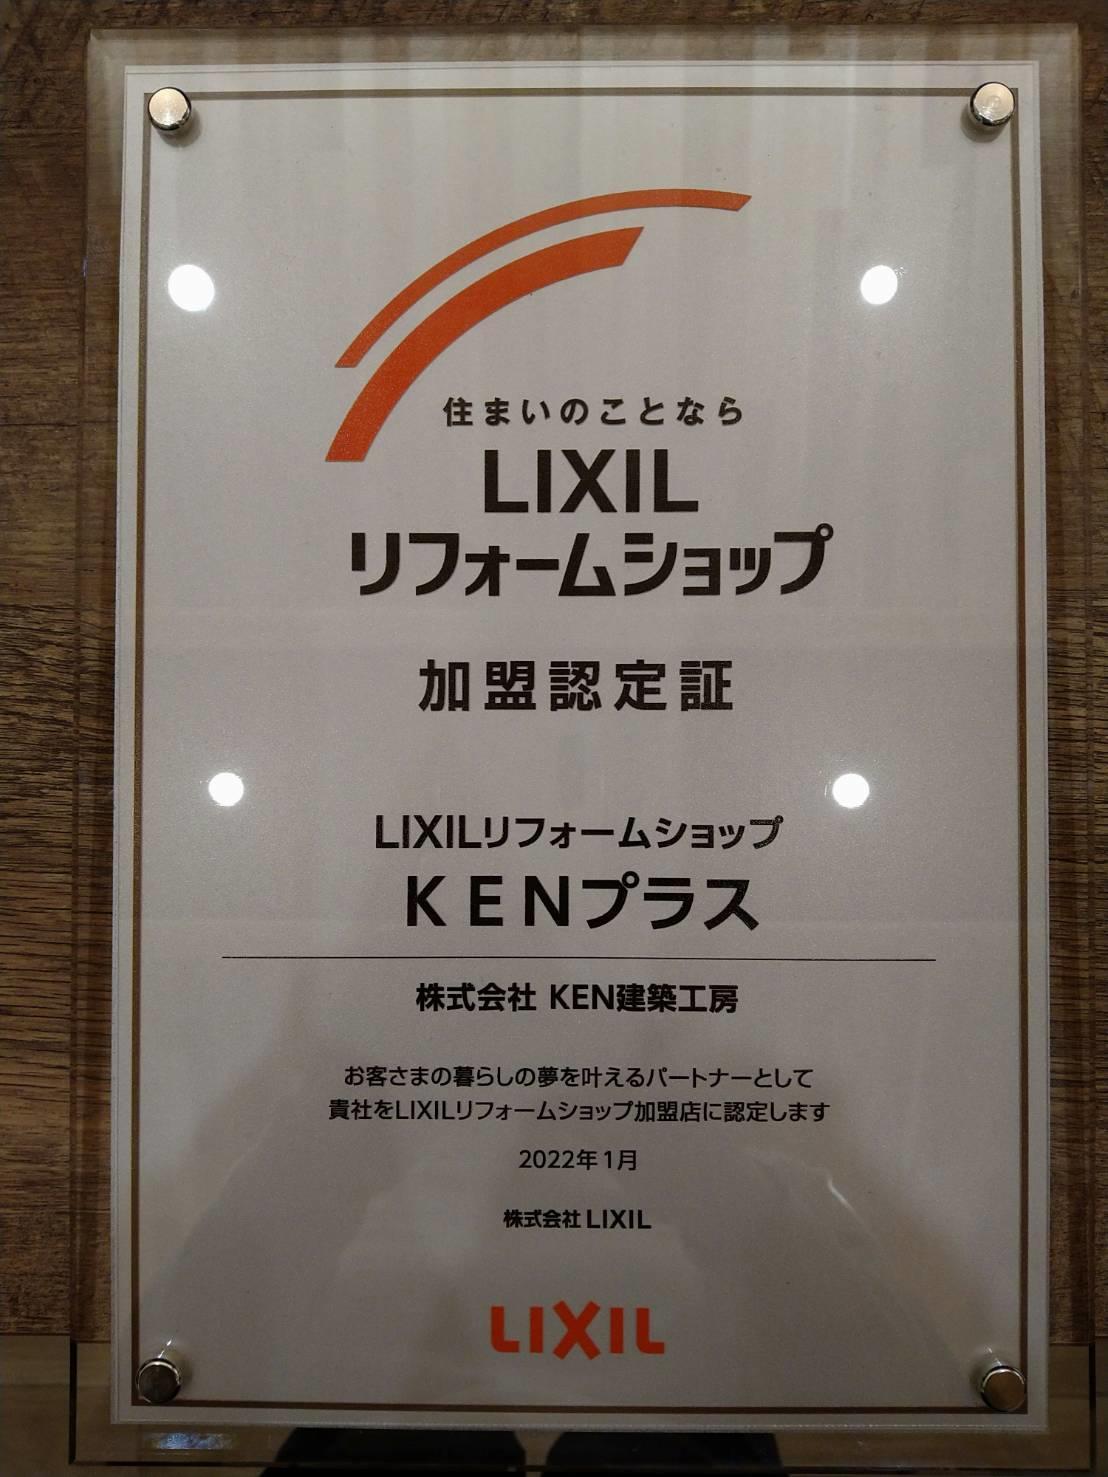 住まいのことなら
LIXIL
リフォームショップ
加盟認定証
LIXILリフォームショップ
KENプラス
株式会社 KEN建築工房
お客さまの暮らしの夢を叶えるパートナーとして
貴社をLIXILリフォームショップ加盟店に認定します
2022年1月
株式会社 LIXIL
LIXIL